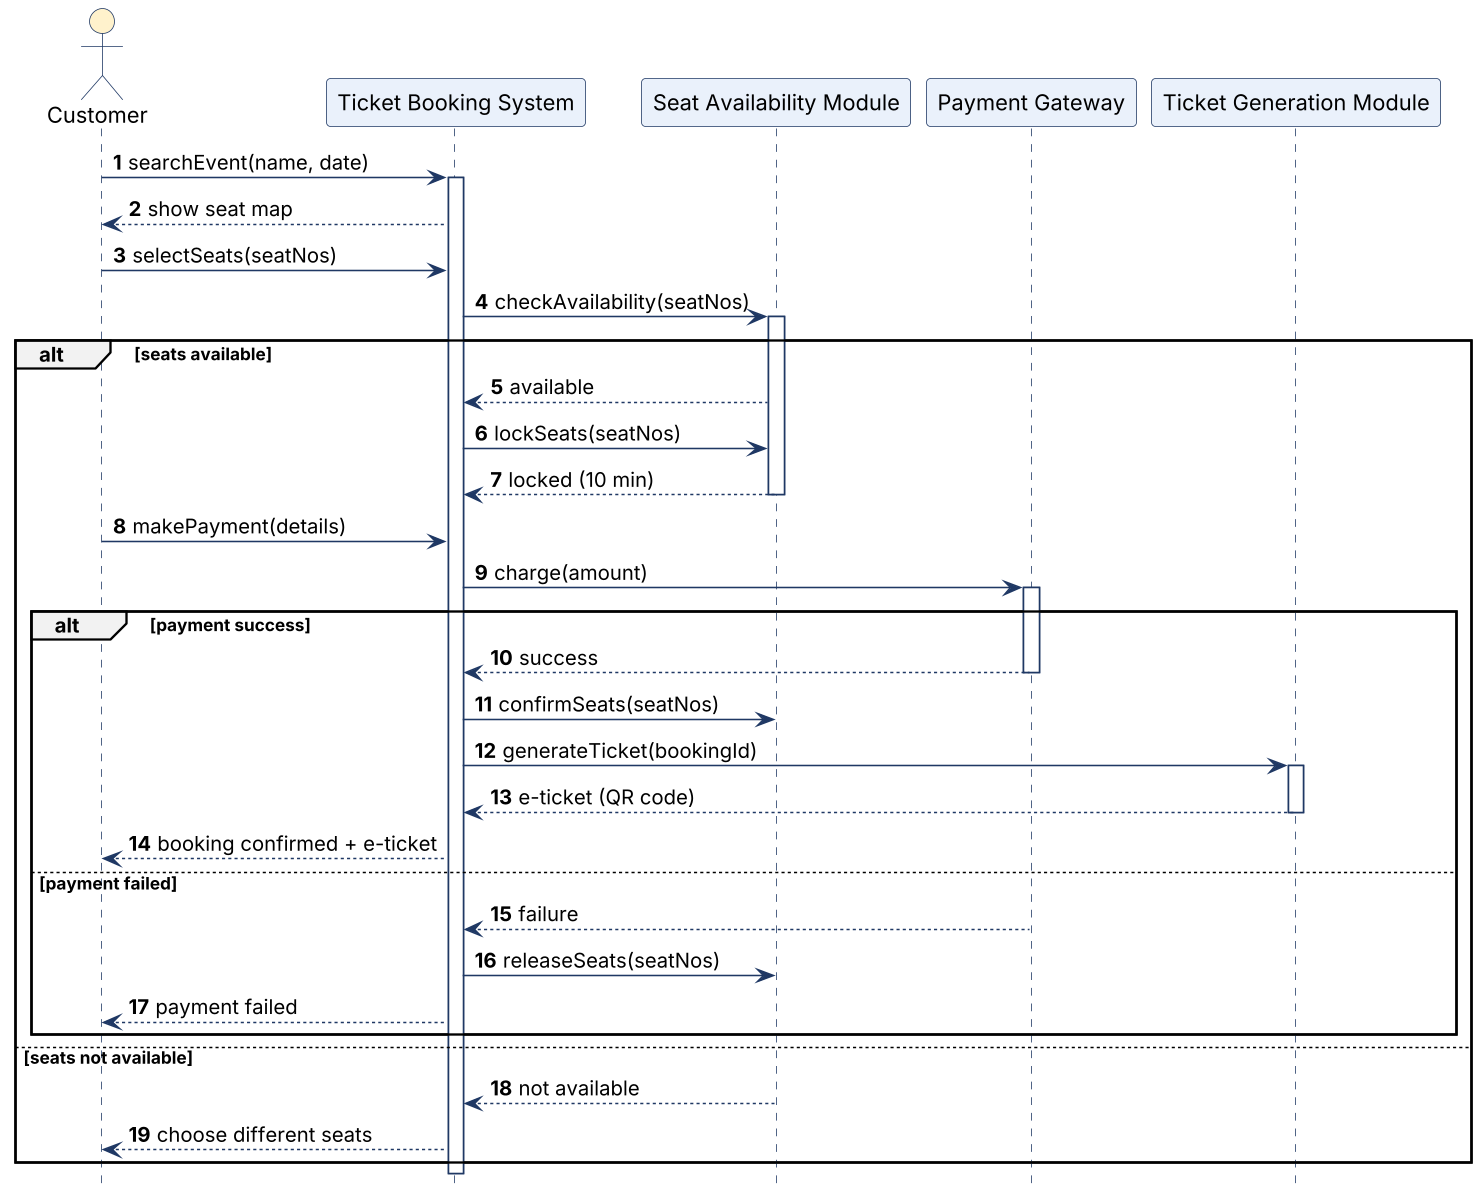 Customer
Ticket Booking System
Seat Availability Module
Payment Gateway
Ticket Generation Module
1 searchEvent(name, date)
2 show seat map
3 selectSeats(seatNos)
4 checkAvailability(seatNos)
alt [seats available]
5 available
6 lockSeats(seatNos)
7 locked (10 min)
8 makePayment(details)
9 charge(amount)
alt [payment success]
10 success
11 confirmSeats(seatNos)
12 generateTicket(bookingId)
13 e-ticket (QR code)
14 booking confirmed + e-ticket
[payment failed]
15 failure
16 releaseSeats(seatNos)
17 payment failed
[seats not available]
18 not available
19 choose different seats